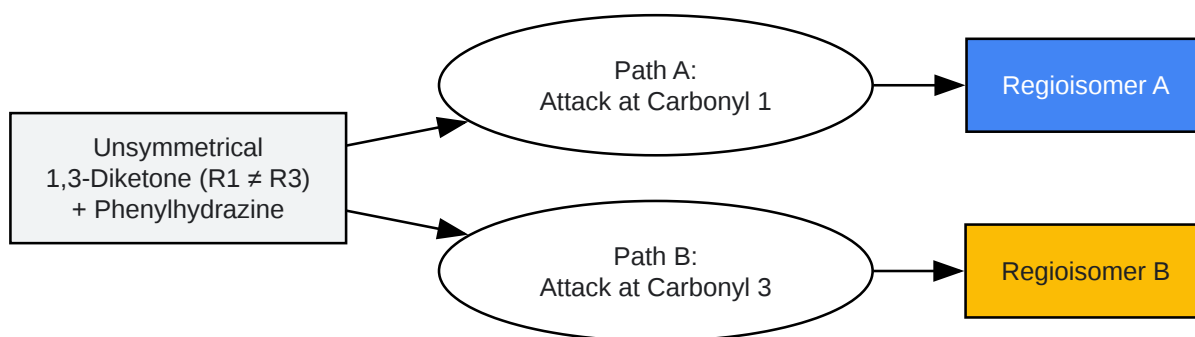 Unsymmetrical
1,3-Diketone (R1 ≠ R3)
+ Phenylhydrazine
Path A:
Attack at Carbonyl 1
Regioisomer A
Path B:
Attack at Carbonyl 3
Regioisomer B